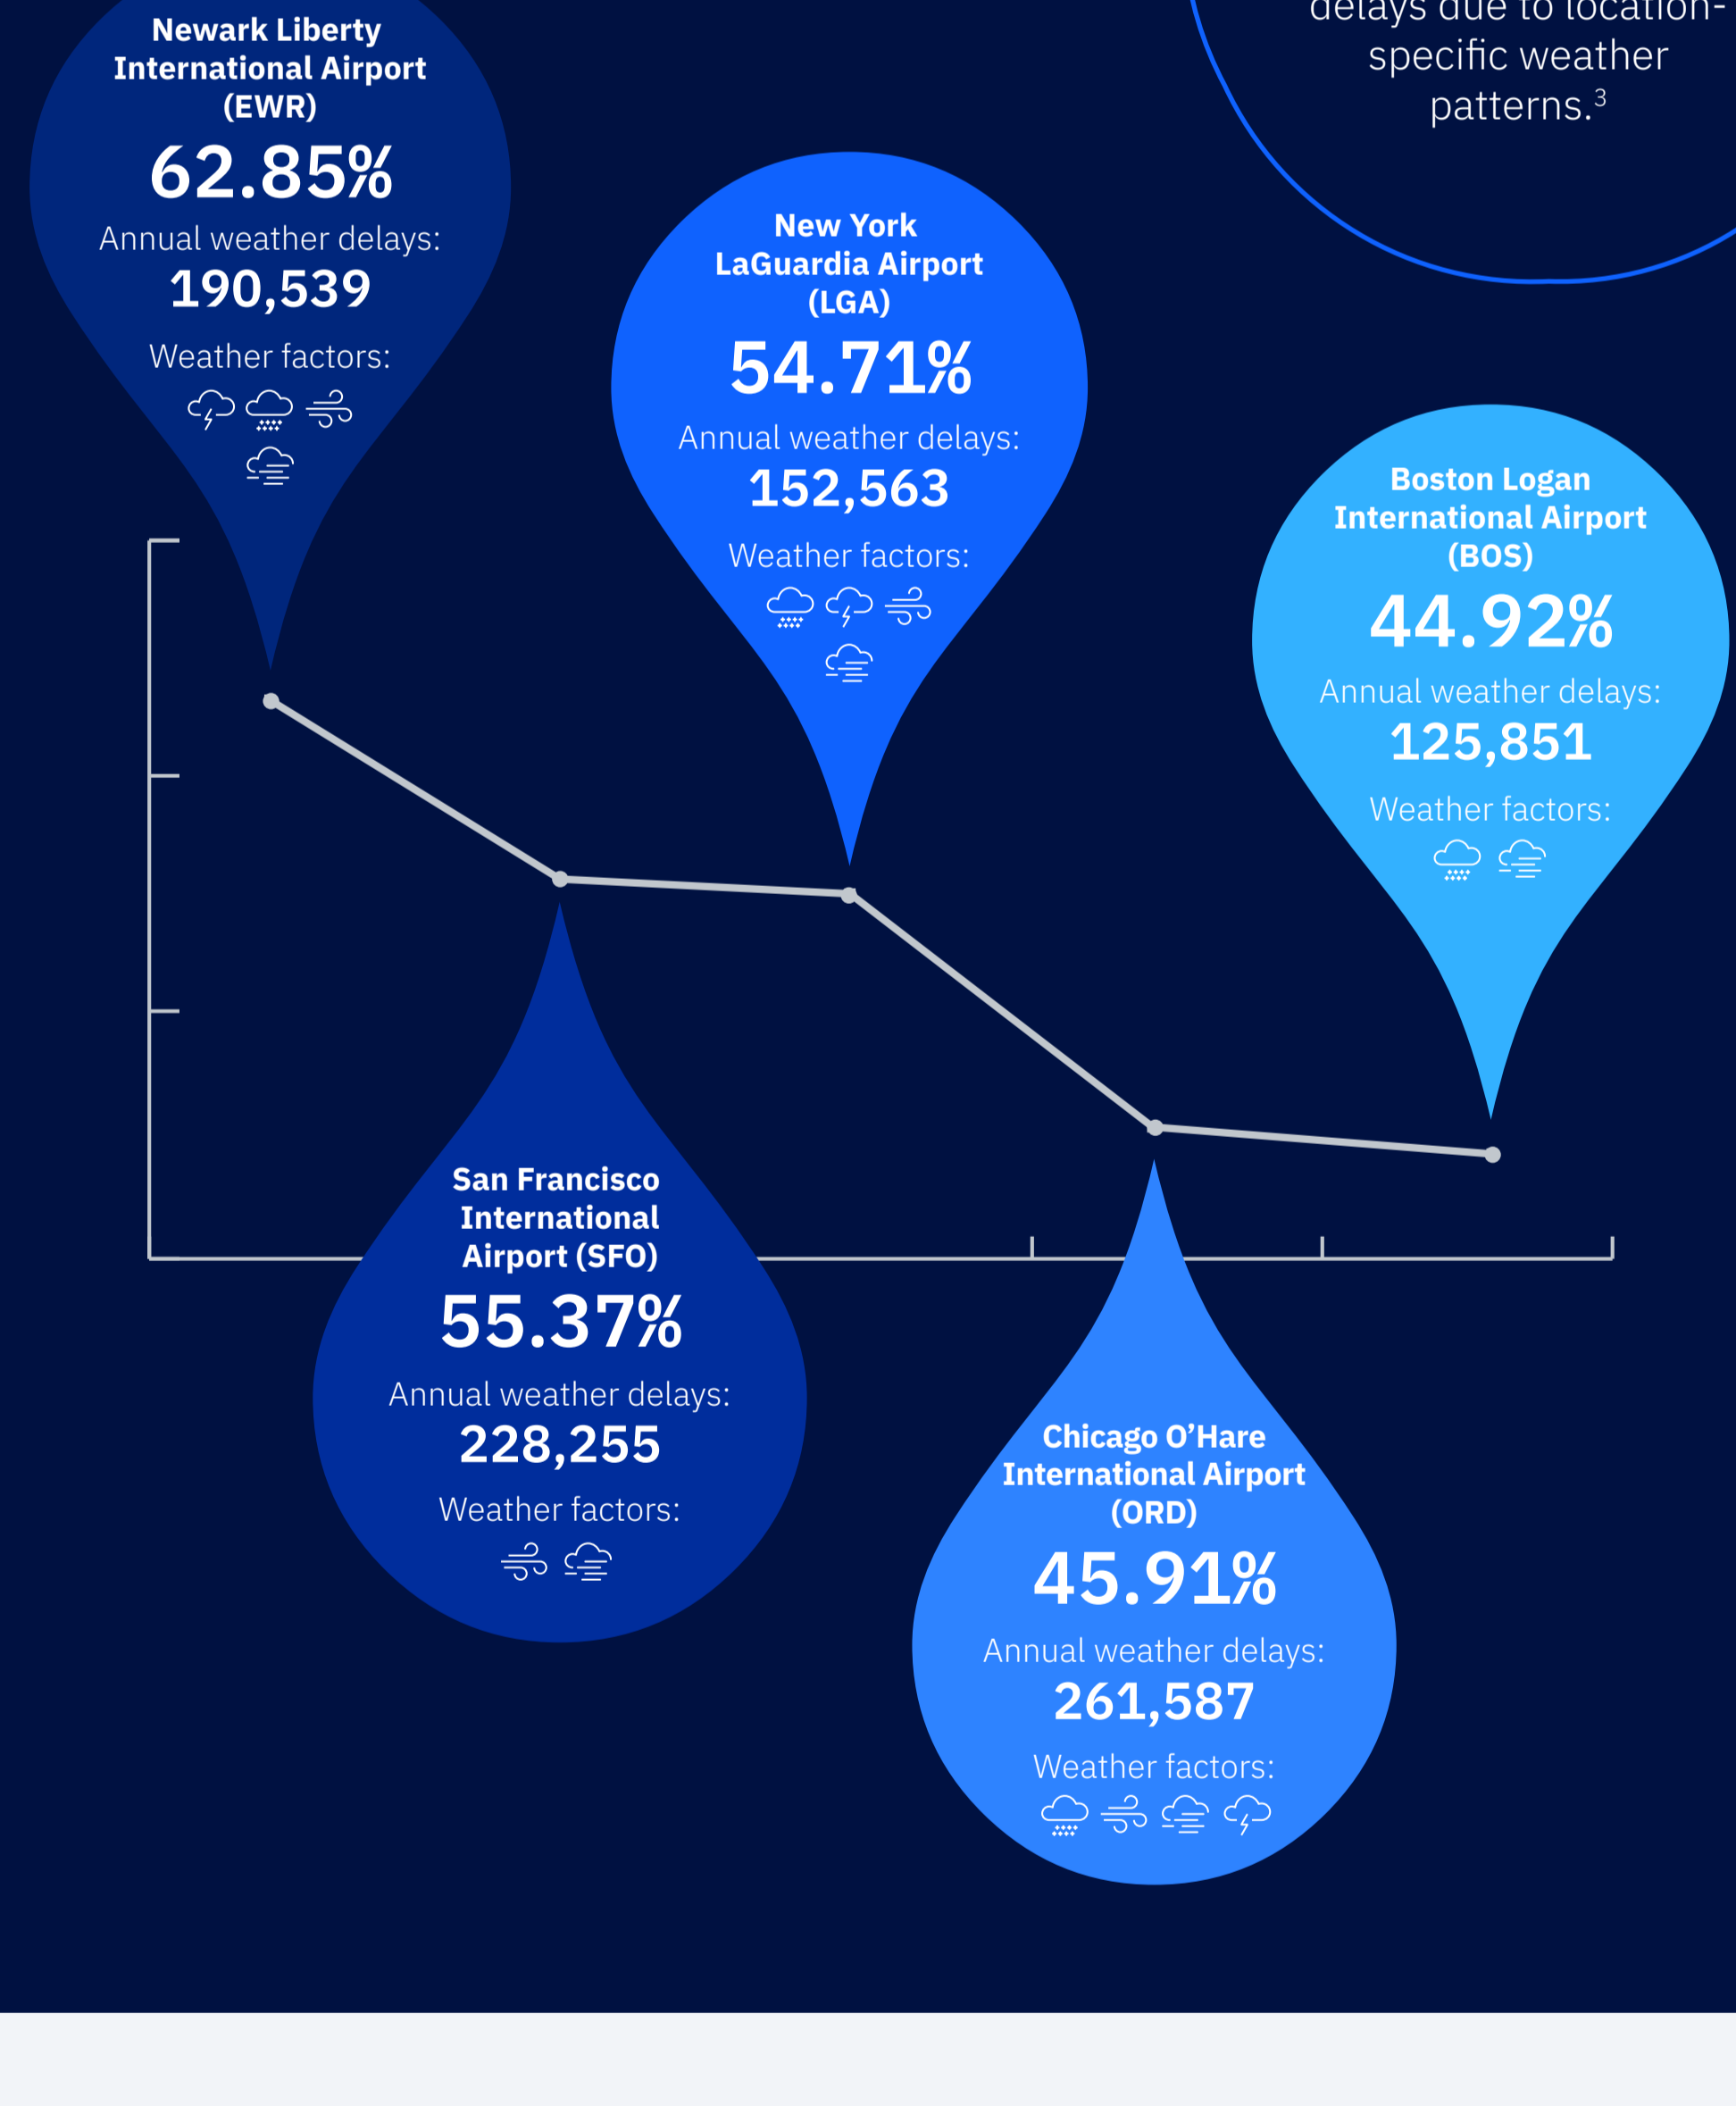 delays due to location-
specific weather
patterns.3
Newark Liberty
International Airport
(EWR)
62.85%
Annual weather delays:
190,539
Weather factors:
New York
LaGuardia Airport
(LGA)
54.71%
Annual weather delays:
152,563
Weather factors:
Boston Logan
International Airport
(BOS)
44.92%
Annual weather delays:
125,851
Weather factors:
San Francisco
International
Airport (SFO)
55.37%
Annual weather delays:
228,255
Weather factors:
Chicago O’Hare
International Airport
(ORD)
45.91%
Annual weather delays:
261,587
Weather factors: